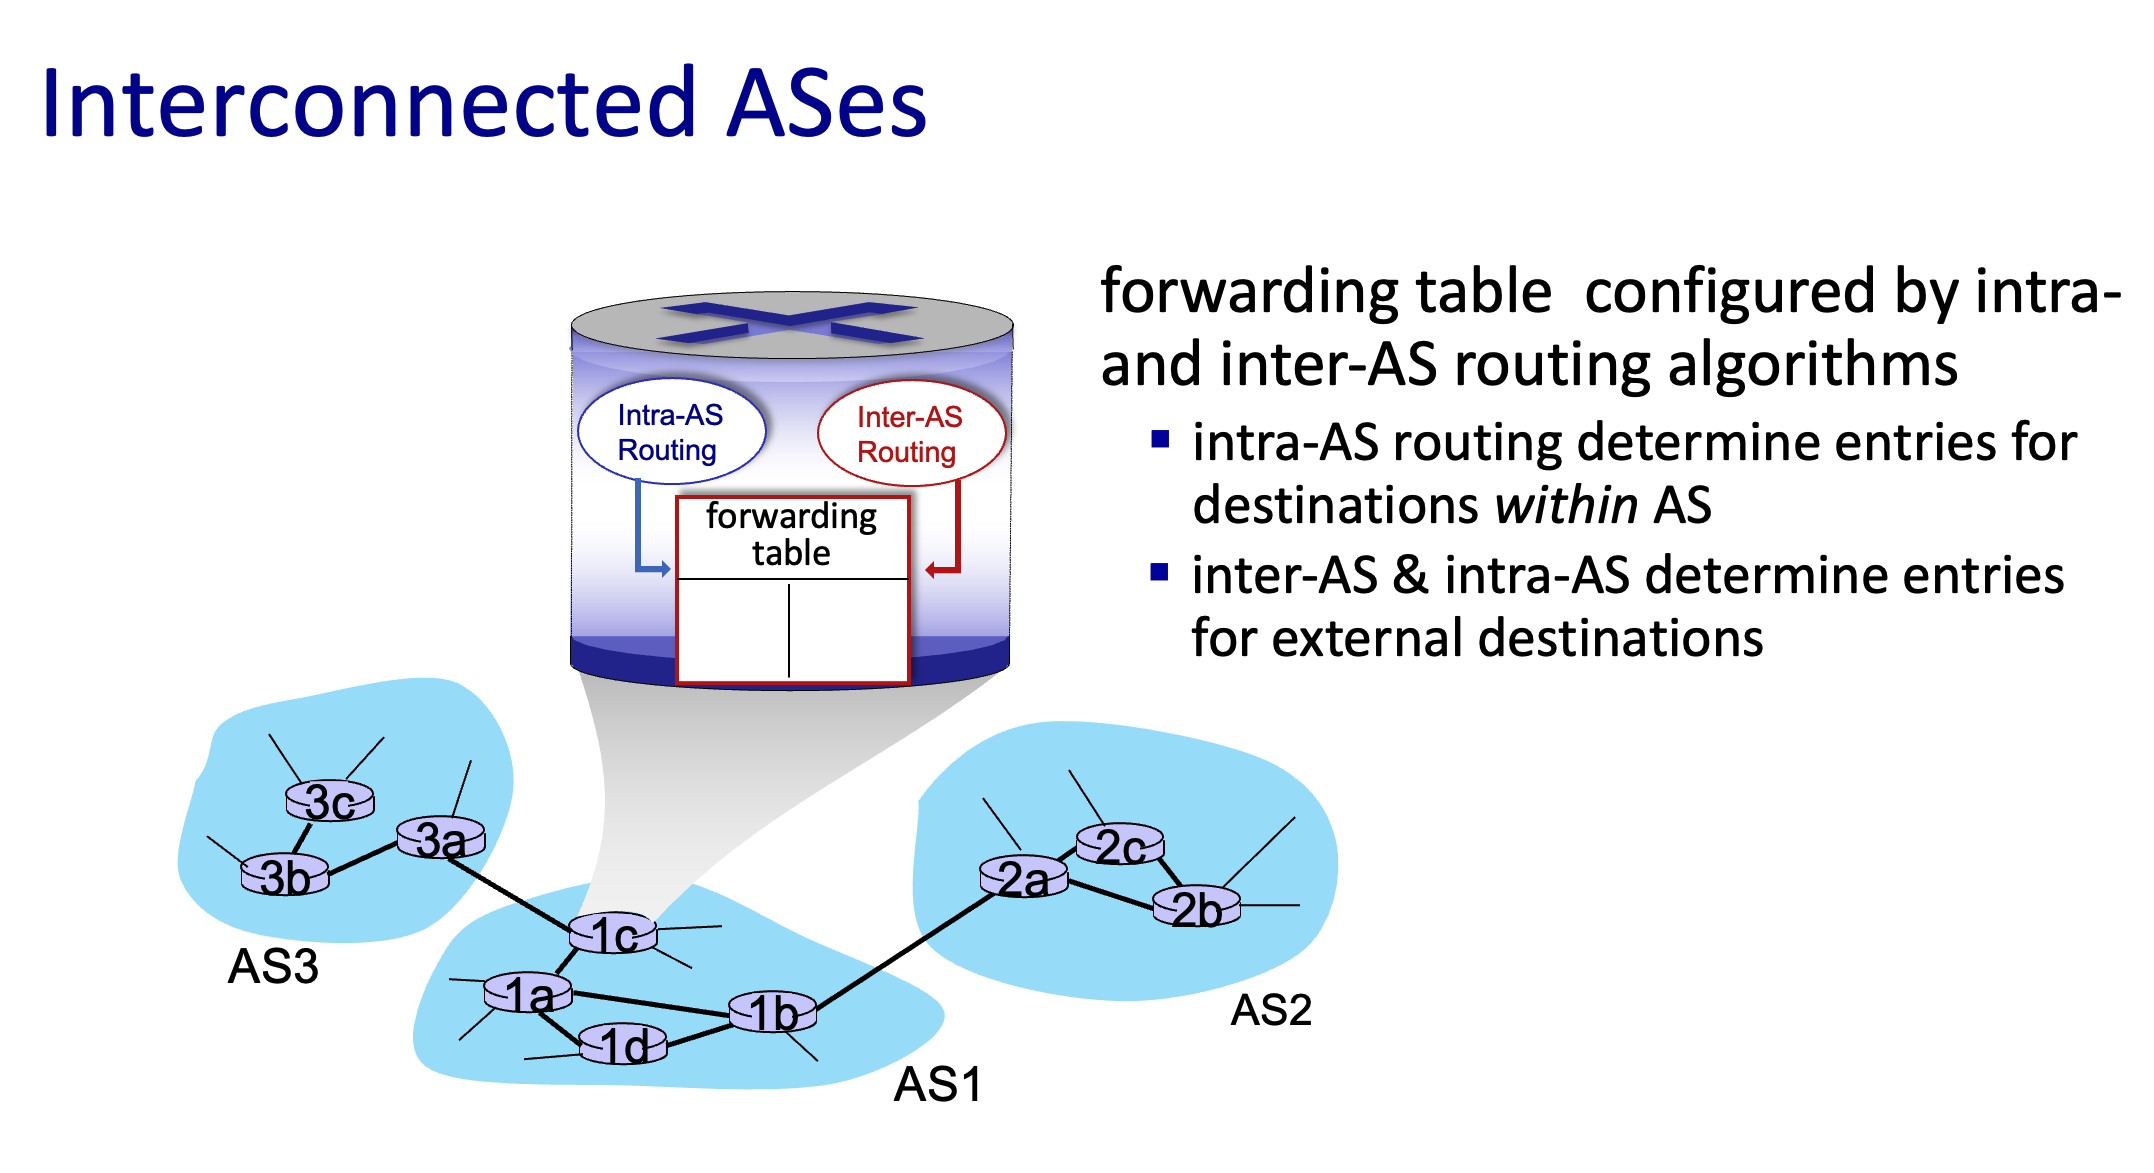 Interconnected ASes
forwarding table  configured by intra-
and inter-AS routing algorithms
▪ intra-AS routing determine entries for
destinations within AS
▪ inter-AS & intra-AS determine entries
for external destinations
Intra-AS
Routing
Inter-AS
Routing
forwarding
table
3c
3a
3b
AS3
1c
1a
1b
1d
AS1
2c
2a
2b
AS2